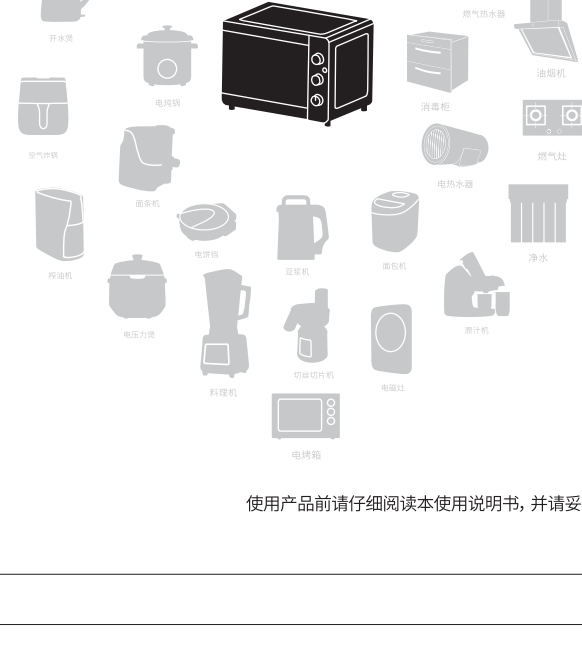 燃气热水器
开水煲
油烟机
电炖锅
消毒柜
空气炸锅
燃气灶
电热水器
面条机
电饼铛
净水
面包机
豆浆机
榨油机
原汁机
电压力煲
切丝切片机
电磁灶
料理机
电烤箱
使用产品前请仔细阅读本使用说明书，并请妥